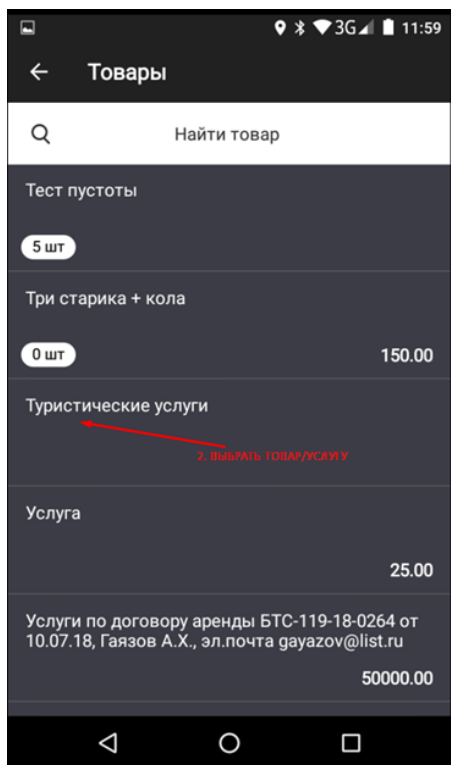 3G 11:59
Товары
Найти товар
Тест пустоты
5 шт
Три старика + кола
0 шт
150.00
Туристические услуги
2. ВЫБРАТЬ ТОВАР/УСЛУГУ
Услуга
25.00
Услуги по договору аренды БТС-119-18-0264 от
10.07.18, Гаязов А.Х., эл.почта gayazov@list.ru
50000.00